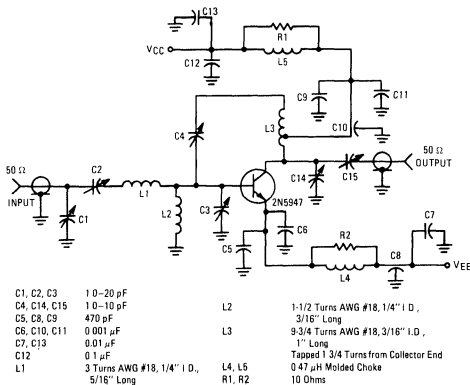 C13
R1
VCC
C12
L5
C9
C11
C4
L3
C10
50 Ω
INPUT
C2
50 Ω
OUTPUT
C14
C15
C1
L1
L2
C3
2N5947
C5
C6
R2
C7
L4
C8
VEE
C1, C2, C3 1 0–20 pF
C4, C14, C15 1 0–10 pF
C5, C8, C9 470 pF
C6, C10, C11 0 001 µF
C7, C13 0.01 µF
C12 0 1 µF
L1 3 Turns AWG #18, 1/4" I D.,
5/16" Long
L2 1-1/2 Turns AWG #18, 1/4" I D.,
3/16" Long
L3 9-3/4 Turns AWG #18, 3/16" I.D.,
1" Long
Tapped 1 3/4 Turns from Collector End
L4, L5 0 47 µH Molded Choke
R1, R2 10 Ohms